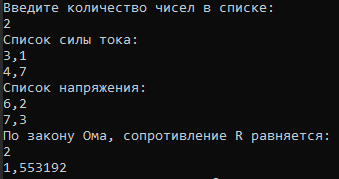 Введите количество чисел в списке:
2
Список силы тока:
3,1
4,7
Список напряжения:
6,2
7,3
По закону Ома, сопротивление R равняется:
2
1,553192